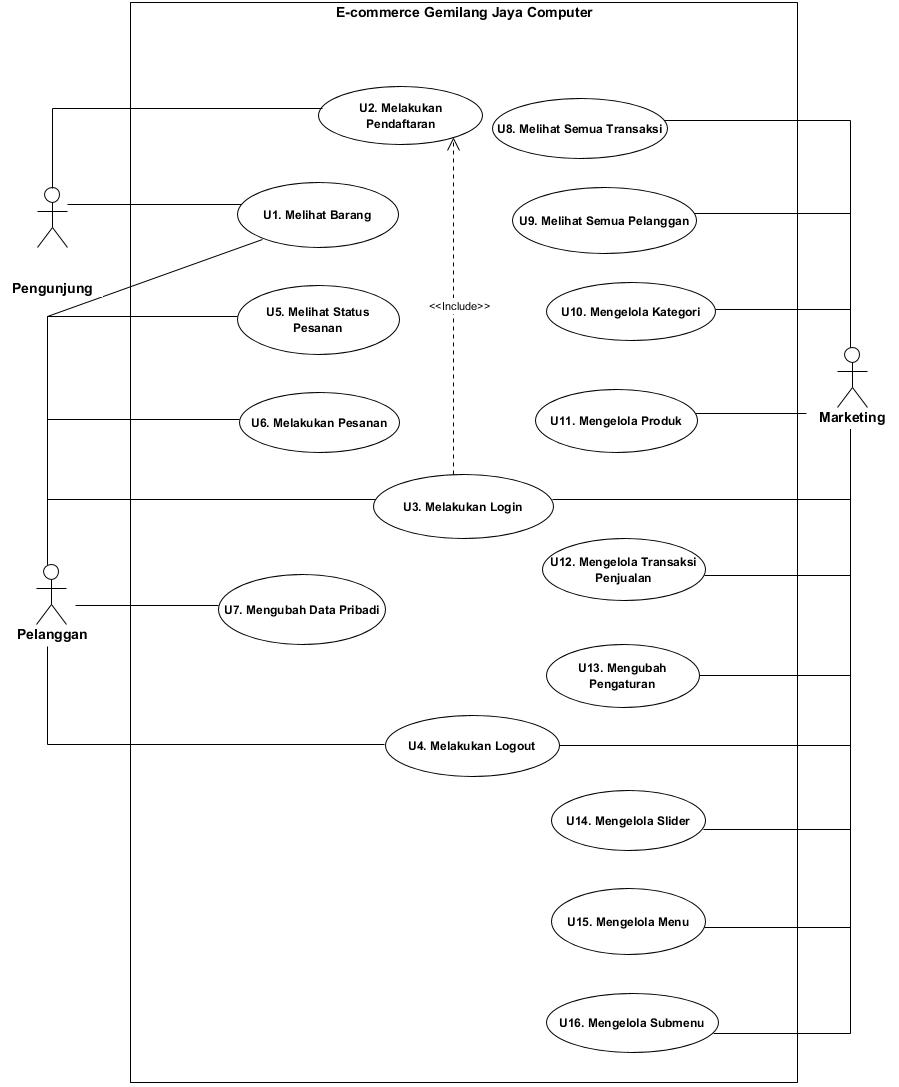 E-commerce Gemilang Jaya Computer
U2. Melakukan
Pendaftaran
U8. Melihat Semua Transaksi
U1. Melihat Barang
U9. Melihat Semua Pelanggan
Pengunjung
<<Include>>
U5. Melihat Status
Pesanan
U10. Mengelola Kategori
Marketing
U6. Melakukan Pesanan
U11. Mengelola Produk
U3. Melakukan Login
U12. Mengelola Transaksi
Penjualan
Pelanggan
U7. Mengubah Data Pribadi
U13. Mengubah
Pengaturan
U4. Melakukan Logout
U14. Mengelola Slider
U15. Mengelola Menu
U16. Mengelola Submenu